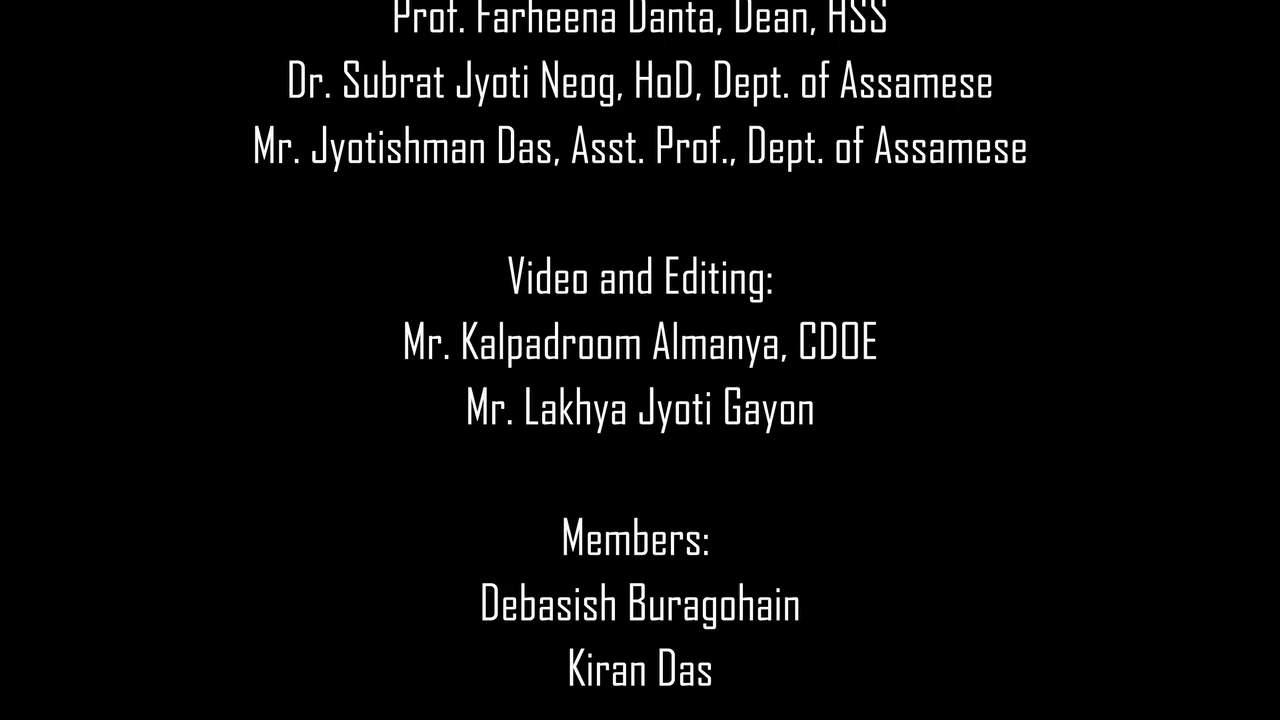 Prof. Farheena Danta, Dean, HSS
Dr. Subrat Jyoti Neog, HoD, Dept. of Assamese
Mr. Jyotishman Das, Asst. Prof., Dept. of Assamese
Video and Editing:
Mr. Kalpadroom Almanya, CDOE
Mr. Lakhya Jyoti Gayon
Members:
Debasish Buragohain
Kiran Das